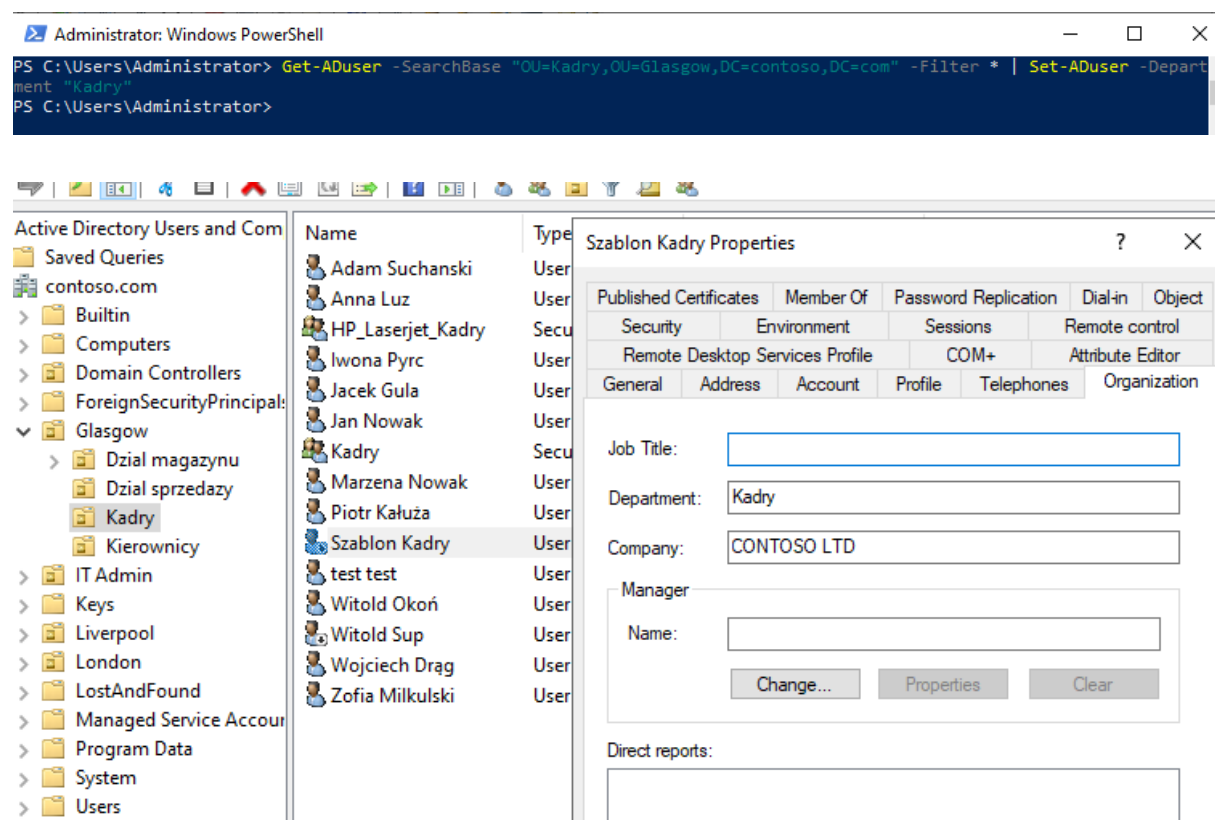 Administrator: Windows PowerShell
PS C:\Users\Administrator> Get-ADuser -SearchBase "OU=Kadry,OU=Glasgow,DC=contoso,DC=com" -Filter * | Set-ADuser -Depart
ment "Kadry"
PS C:\Users\Administrator>
Active Directory Users and Com
Saved Queries
contoso.com
Builtin
Computers
Domain Controllers
ForeignSecurityPrincipal
Glasgow
Dzial magazynu
Dzial sprzedazy
Kadry
Kierownicy
IT Admin
Keys
Liverpool
London
LostAndFound
Managed Service Accour
Program Data
System
Users
Name Type
Adam Suchanski User
Anna Luz User
HP_Laserjet_Kadry Secu
Iwona Pyrc User
Jacek Gula User
Jan Nowak User
Kadry Secu
Marzena Nowak User
Piotr Kałuża User
Szablon Kadry User
test test User
Witold Okoń User
Witold Sup User
Wojciech Drąg User
Zofia Milkulski User
Szablon Kadry Properties ?
Published Certificates Member Of Password Replication Dial-in Object
Security Environment Sessions Remote control
Remote Desktop Services Profile COM+ Attribute Editor
General Address Account Profile Telephones Organization
Job Title:
Department: Kadry
Company: CONTOSO LTD
Manager
Name:
Change... Properties Clear
Direct reports: